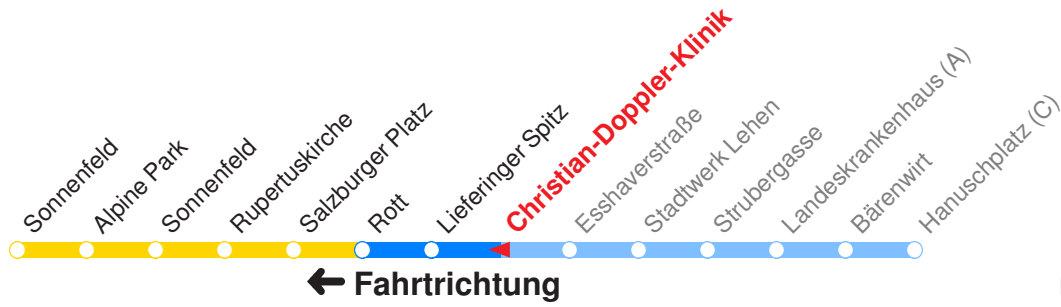 Sonnenfeld
Alpine Park
Sonnenfeld
Rupertuskirche
Salzburger Platz
Rott
Lieferinger Spitz
Christian-Doppler-Klinik
Esshaverstraße
Stadtwerk Lehen
Strubergasse
Landeskrankenhaus (A)
Bärenwirt
Hanuschplatz (C)
← Fahrtrichtung